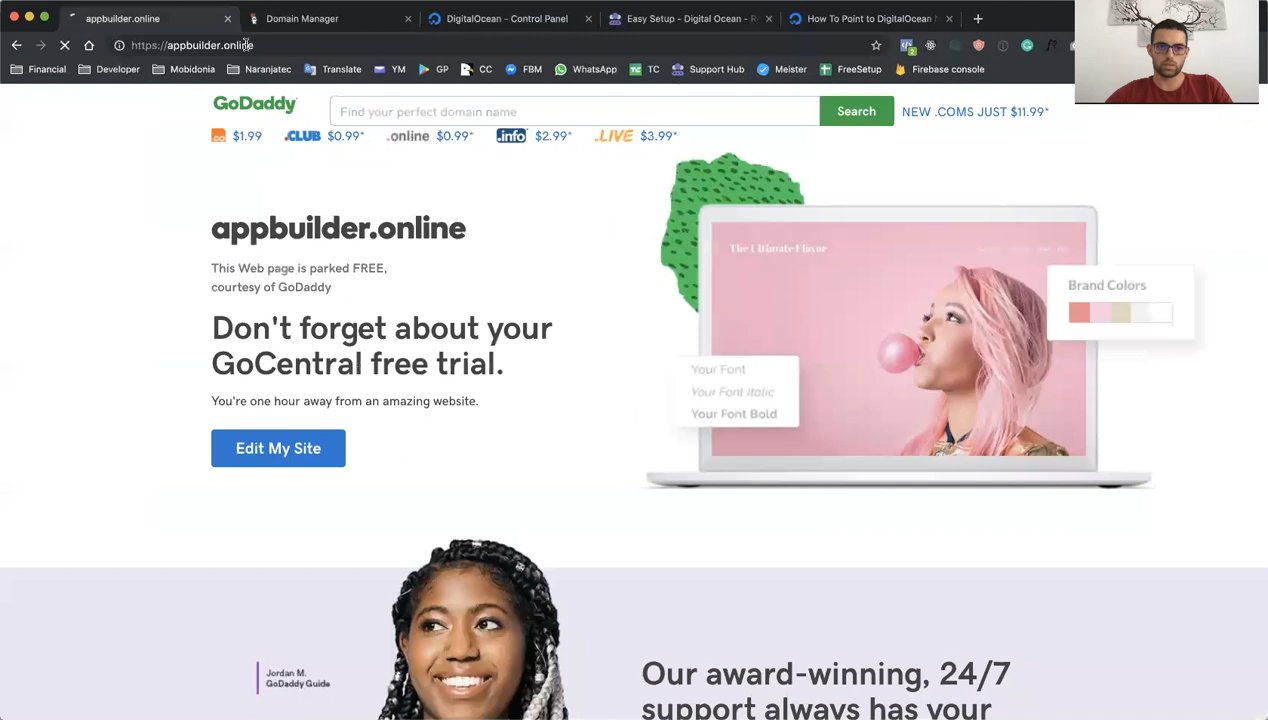 appbuilder.online
Domain Manager
DigitalOcean - Control Panel
Easy Setup - Digital Ocean - R
How To Point to DigitalOcean
https://appbuilder.online
Financial
Developer
Mobidonia
Naranjatec
Translate
YM
GP
CC
FBM
WhatsApp
TC
Support Hub
Meister
FreeSetup
Firebase console
GoDaddy
Find your perfect domain name
Search
NEW .COMS JUST $11.99*
$1.99
.CLUB $0.99*
.online $0.99*
.info $2.99*
.LIVE $3.99*
appbuilder.online
This Web page is parked FREE,
courtesy of GoDaddy
Don't forget about your
GoCentral free trial.
You're one hour away from an amazing website.
Edit My Site
The Ultimate Flavor
Brand Colors
Your Font
Your Font Italic
Your Font Bold
Jordan M.
GoDaddy Guide
Our award-winning, 24/7
support always has your